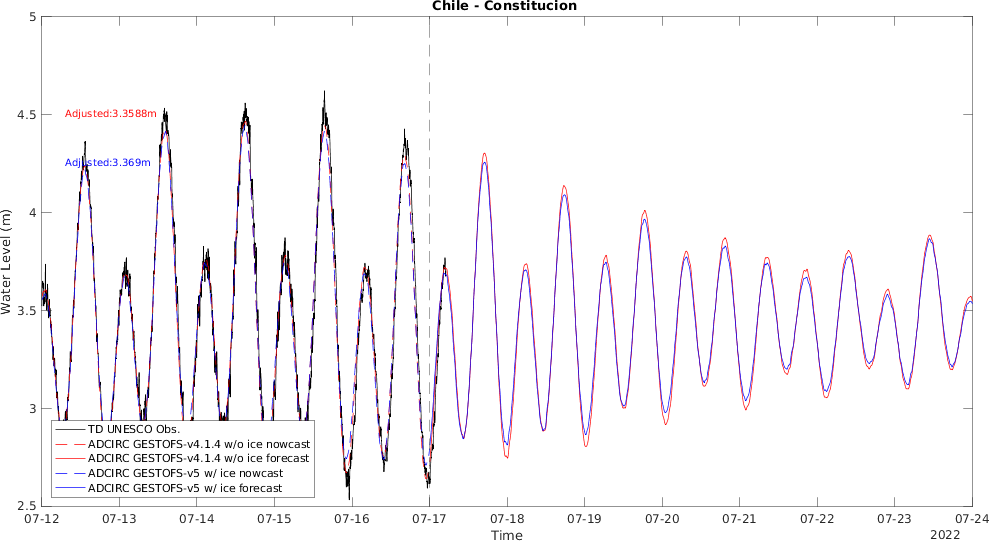 Chile - Constitucion
5
4.5
4
3.5
3
2.5
Water Level (m)
Adjusted:3.3588m
Adjusted:3.369m
TD UNESCO Obs.
ADCIRC GESTOFS-v4.1.4 w/o ice nowcast
ADCIRC GESTOFS-v4.1.4 w/o ice forecast
ADCIRC GESTOFS-v5 w/ ice nowcast
ADCIRC GESTOFS-v5 w/ ice forecast
07-12 07-13 07-14 07-15 07-16 07-17 07-18 07-19 07-20 07-21 07-22 07-23 07-24
Time
2022